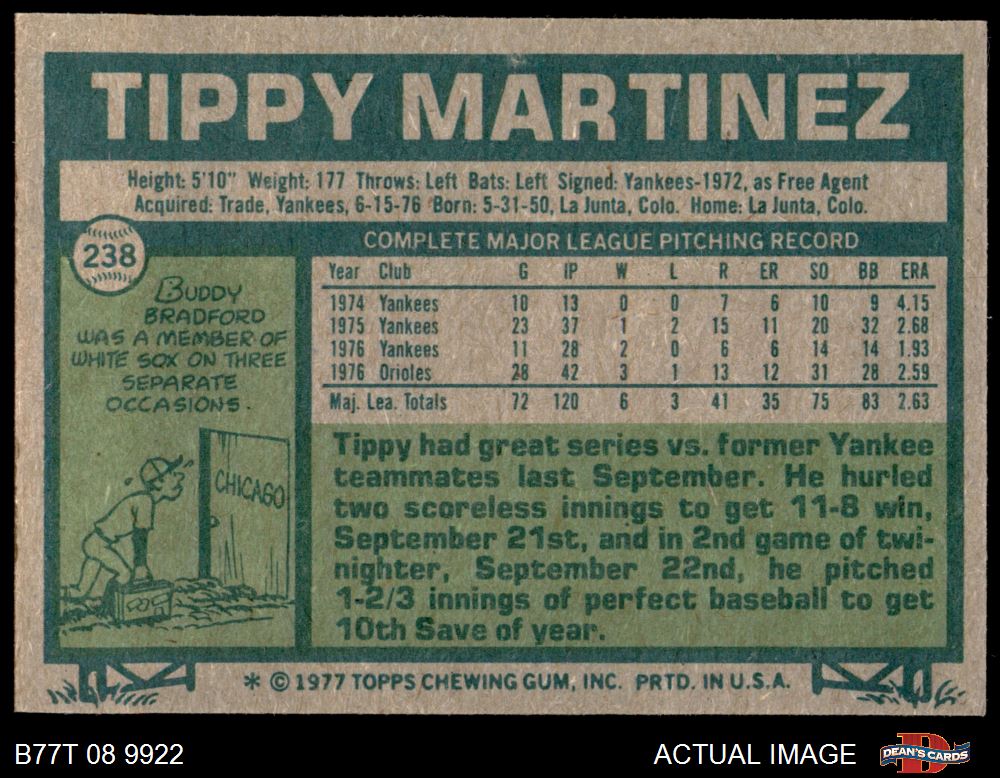 TIPPY MARTINEZ
Height: 5'10" Weight: 177 Throws: Left Bats: Left Signed: Yankees-1972, as Free Agent
Acquired: Trade, Yankees, 6-15-76 Born: 5-31-50, La Junta, Colo. Home: La Junta, Colo.
238
BUDDY
BRADFORD
WAS A MEMBER OF
WHITE SOX ON THREE
SEPARATE
OCCASIONS.
CHICAGO
COMPLETE MAJOR LEAGUE PITCHING RECORD
Year Club G IP W L R ER SO BB ERA
1974 Yankees 10 13 0 0 7 6 10 9 4.15
1975 Yankees 23 37 1 2 15 11 20 32 2.68
1976 Yankees 11 28 2 0 6 6 14 14 1.93
1976 Orioles 28 42 3 1 13 12 31 28 2.59
Maj. Lea. Totals 72 120 6 3 41 35 75 83 2.63
Tippy had great series vs. former Yankee
teammates last September. He hurled
two scoreless innings to get 11-8 win,
September 21st, and in 2nd game of twi-
nighter, September 22nd, he pitched
1-2/3 innings of perfect baseball to get
10th Save of year.
* © 1977 TOPPS CHEWING GUM, INC. PRTD. IN U.S.A.
B77T 08 9922
ACTUAL IMAGE
DEAN'S CARDS